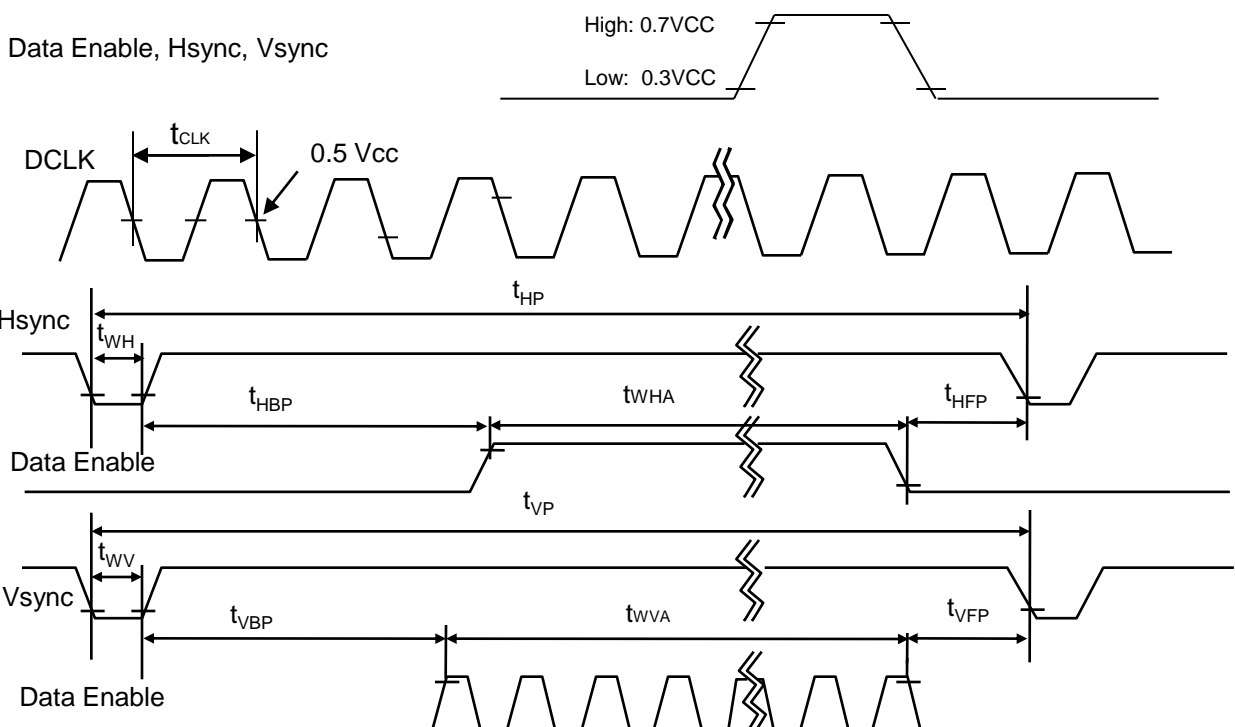 High: 0.7VCC
Data Enable, Hsync, Vsync
Low: 0.3VCC
tCLK
DCLK
0.5 Vcc
tHP
Hsync
tWH
tHBP
tWHA
tHFP
Data Enable
tVP
tWV
Vsync
tVBP
tWVA
tVFP
Data Enable